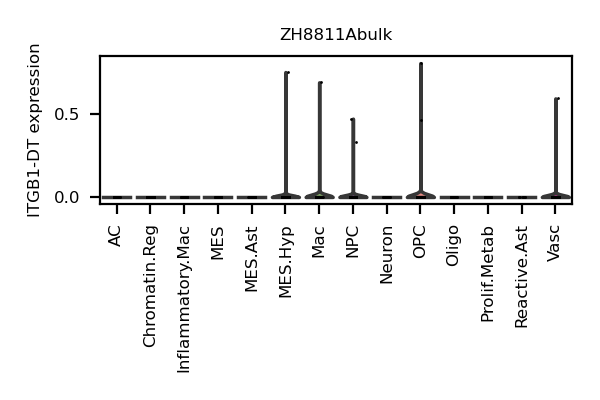 ZH8811Abulk
ITGB1-DT expression
0.5
0.0
AC
Chromatin.Reg
Inflammatory.Mac
MES
MES.Ast
MES.Hyp
Mac
NPC
Neuron
OPC
Oligo
Prolif.Metab
Reactive.Ast
Vasc